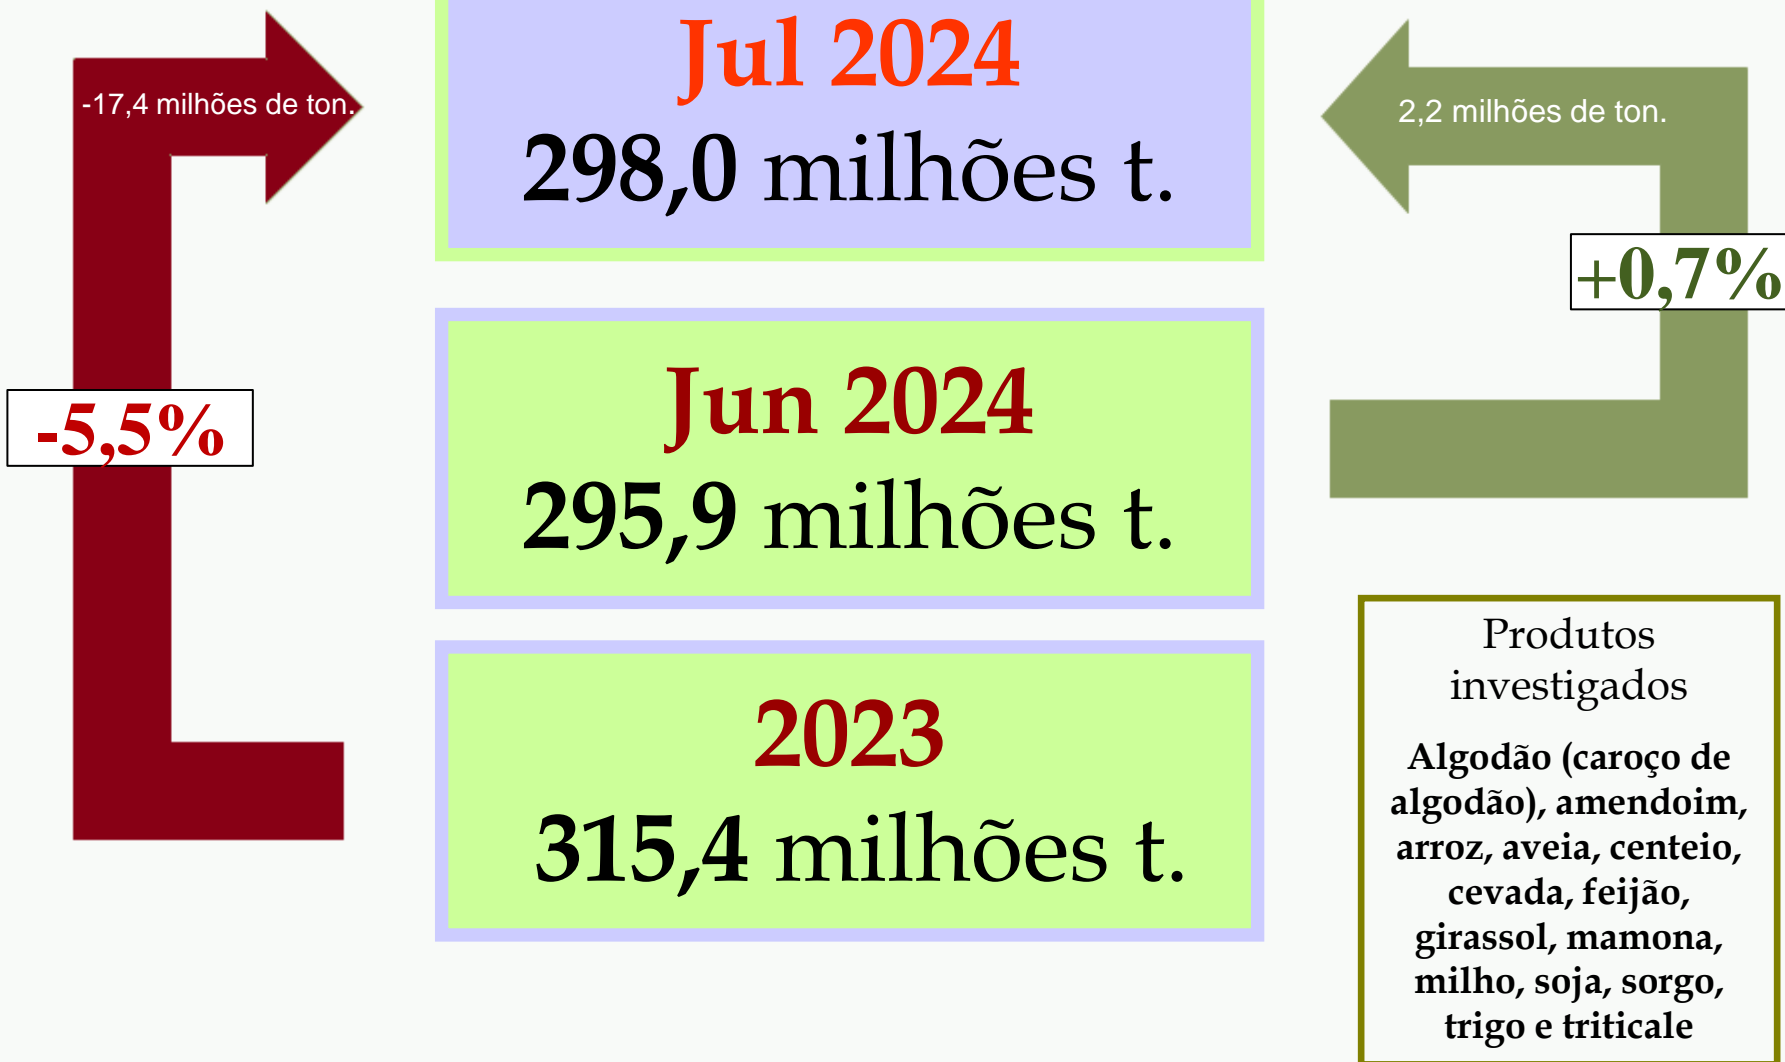 Jul 2024
298,0 milhões t.
-17,4 milhões de ton.
2,2 milhões de ton.
+0,7%
-5,5%
Jun 2024
295,9 milhões t.
2023
315,4 milhões t.
Produtos
investigados
Algodão (caroço de
algodão), amendoim,
arroz, aveia, centeio,
cevada, feijão,
girassol, mamona,
milho, soja, sorgo,
trigo e triticale